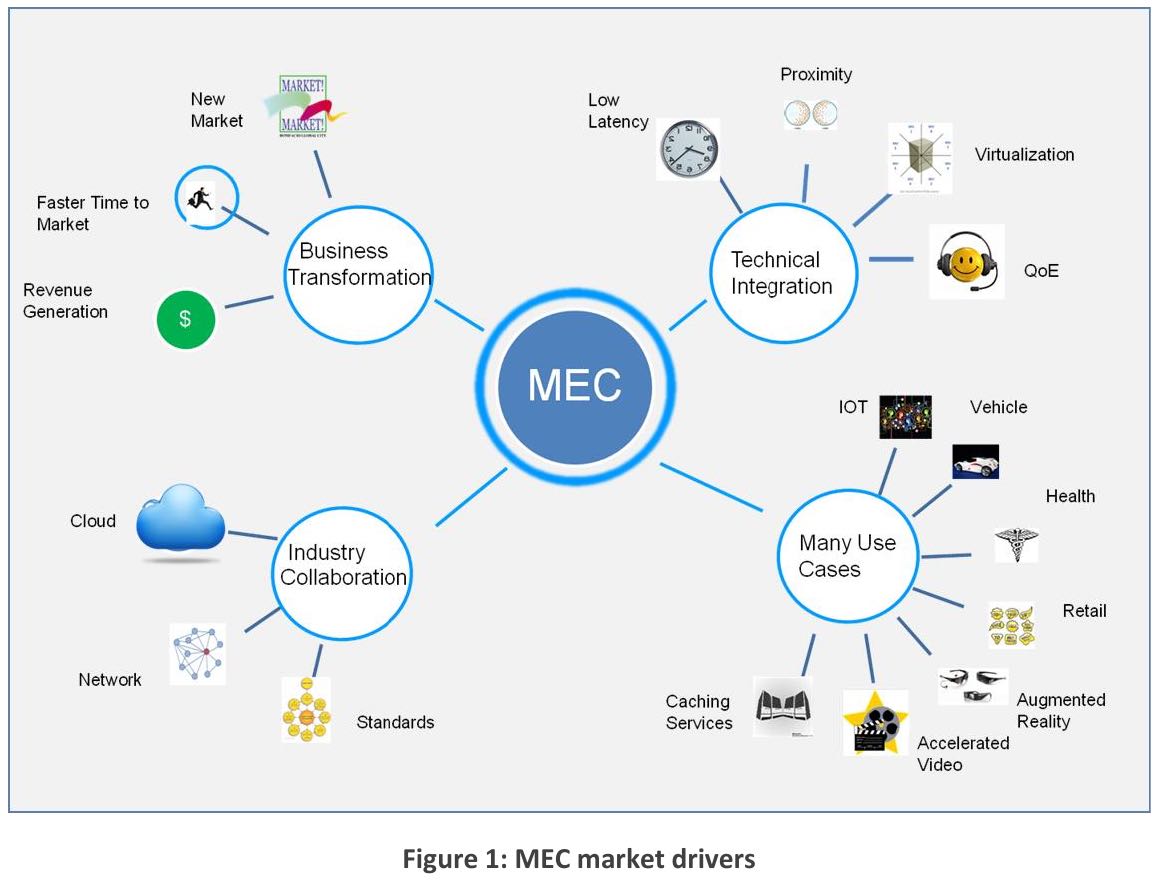 New
Market
MARKET!
MARKET!
Faster Time to
Market
Revenue
Generation
$
Business
Transformation
Low
Latency
Proximity
Virtualization
QoE
Technical
Integration
MEC
Cloud
Network
Standards
Industry
Collaboration
IOT
Vehicle
Health
Retail
Augmented
Reality
Accelerated
Video
Caching
Services
Many Use
Cases
Figure 1: MEC market drivers